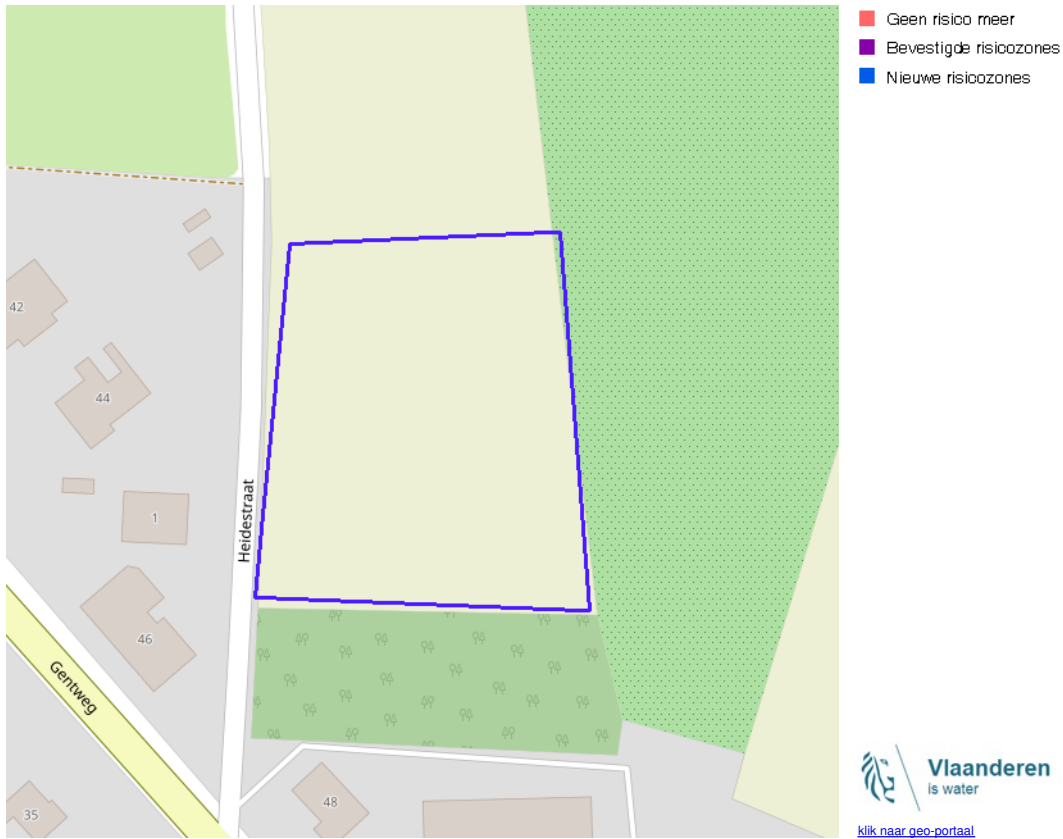 Geen risico meer
Bevestigde risicozones
Nieuwe risicozones
42
44
1
Heidestraat
46
Gentweg
48
35
Vlaanderen
is water
klik naar geo-portaal